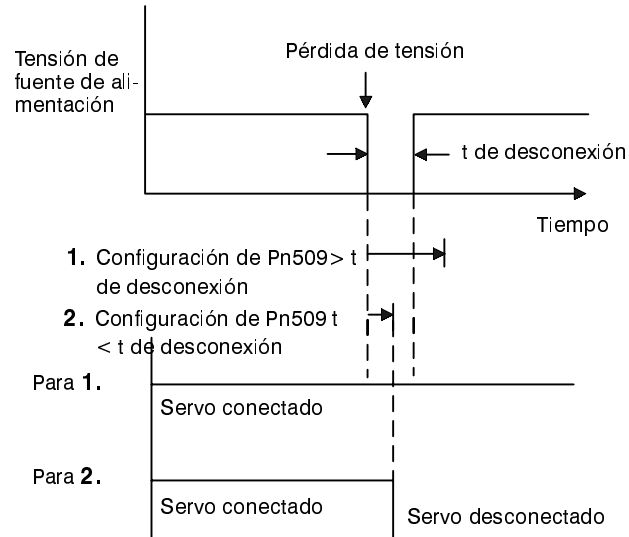 Tensión de
fuente de ali-
mentación
Pérdida de tensión
t de desconexión
Tiempo
1. Configuración de Pn509> t
de desconexión
2. Configuración de Pn509 t
< t de desconexión
Para 1.
Servo conectado
Para 2.
Servo conectado
Servo desconectado